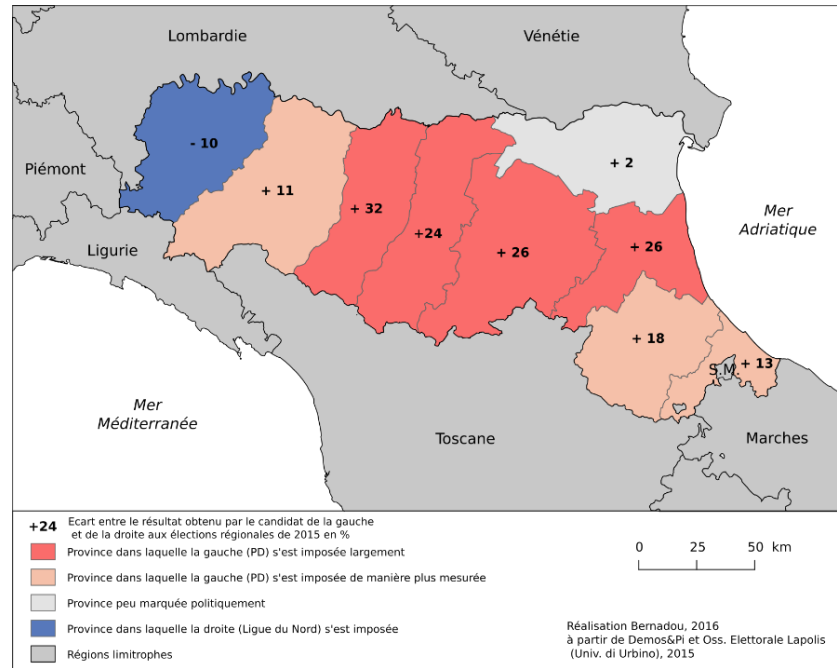 Lombardie
Vénétie
- 10
+ 2
Piémont
+ 11
+ 32
+24
+ 26
+ 26
Mer
Adriatique
Ligurie
+ 18
+ 13
S.M.
Mer
Méditerranée
Toscane
Marches
+24 Ecart entre le résultat obtenu par le candidat de la gauche
et de la droite aux élections régionales de 2015 en %
Province dans laquelle la gauche (PD) s'est imposée largement
Province dans laquelle la gauche (PD) s'est imposée de manière plus mesurée
Province peu marquée politiquement
Province dans laquelle la droite (Ligue du Nord) s'est imposée
Régions limitrophes
0 25 50 km
Réalisation Bernadou, 2016
à partir de Demos&Pi et Oss. Elettorale Lapolis
(Univ. di Urbino), 2015